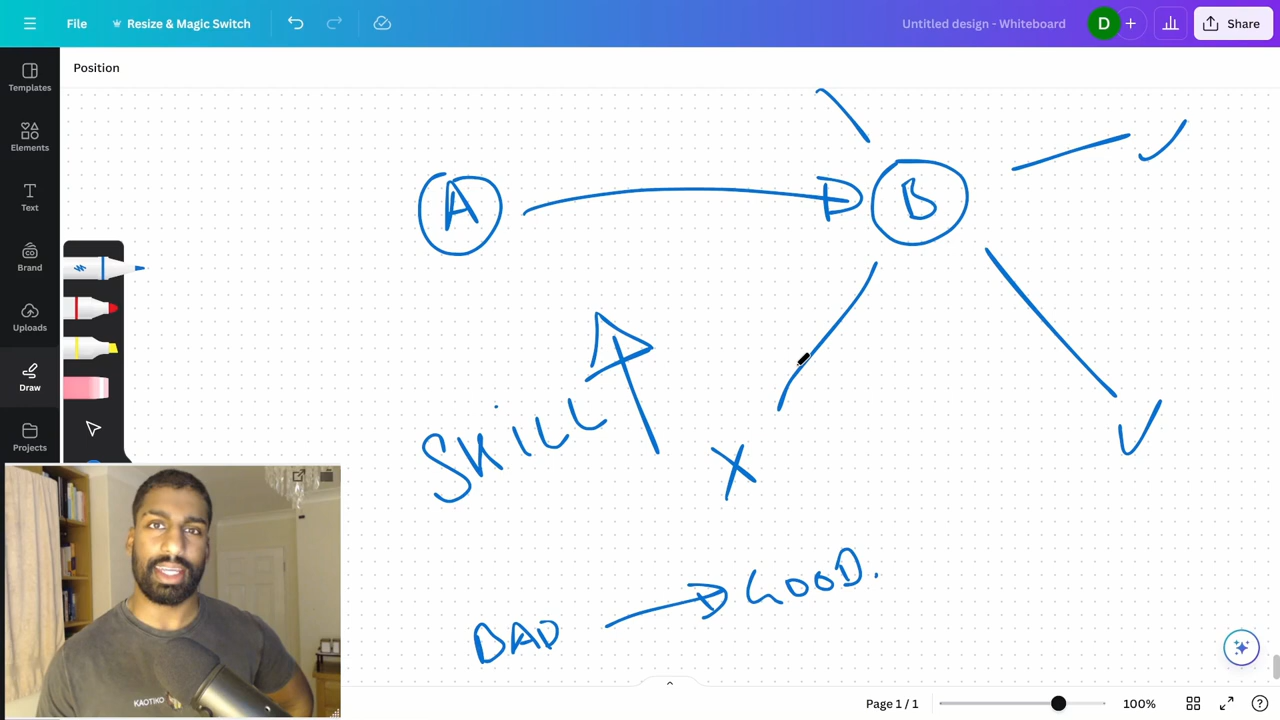 File
Resize & Magic Switch
Untitled design - Whiteboard
D
Share
Position
Templates
Elements
Text
Brand
Uploads
Draw
Projects
A
B
SKILL
X
BAD
GOOD.
KAOTIKO
Page 1 / 1
100%